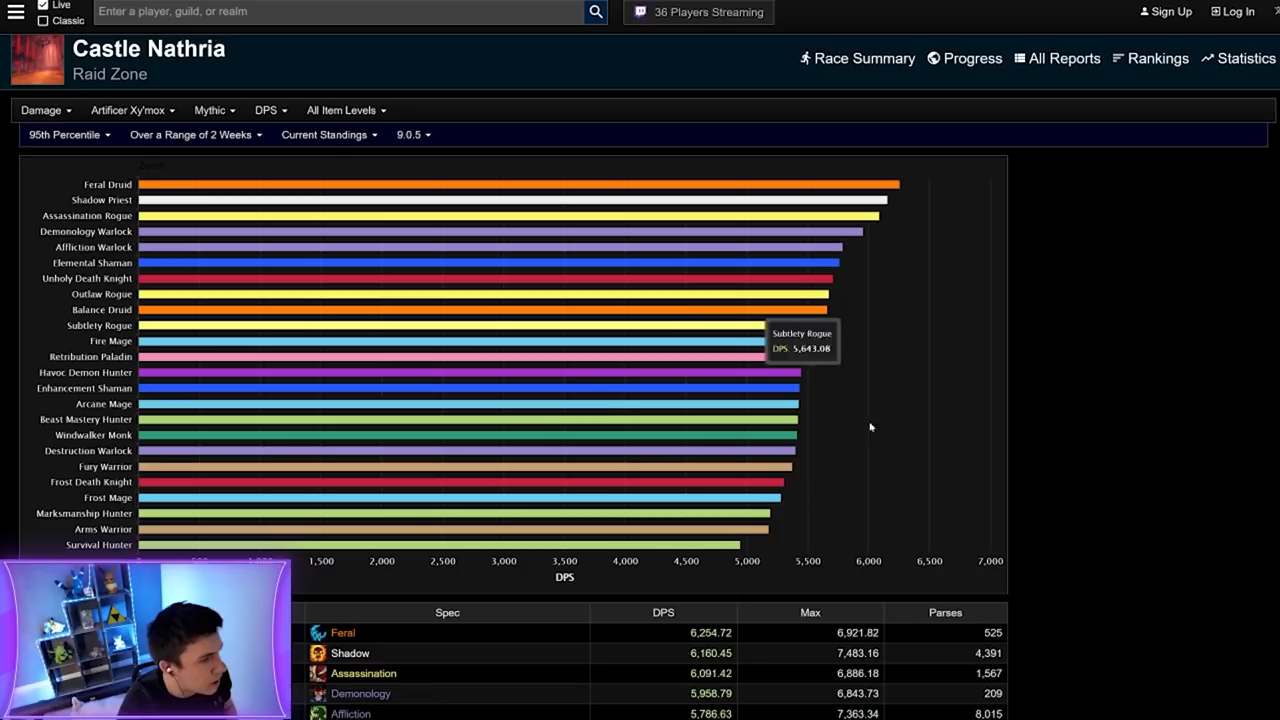 Live
Classic
Enter a player, guild, or realm
36 Players Streaming
Sign Up
Log In
Castle Nathria
Raid Zone
Race Summary
Progress
All Reports
Rankings
Statistics
Damage
Artificer Xy'mox
Mythic
DPS
All Item Levels
95th Percentile
Over a Range of 2 Weeks
Current Standings
9.0.5
Zoom
Feral Druid
Shadow Priest
Assassination Rogue
Demonology Warlock
Affliction Warlock
Elemental Shaman
Unholy Death Knight
Outlaw Rogue
Balance Druid
Subtlety Rogue
Fire Mage
Retribution Paladin
Havoc Demon Hunter
Enhancement Shaman
Arcane Mage
Beast Mastery Hunter
Windwalker Monk
Destruction Warlock
Fury Warrior
Frost Death Knight
Frost Mage
Marksmanship Hunter
Arms Warrior
Survival Hunter
Subtlety Rogue
DPS: 5,643.08
1,500 2,000 2,500 3,000 3,500 4,000 4,500 5,000 5,500 6,000 6,500 7,000
DPS
Spec DPS Max Parses
Feral 6,254.72 6,921.82 525
Shadow 6,160.45 7,483.16 4,391
Assassination 6,091.42 6,886.18 1,567
Demonology 5,958.79 6,843.73 209
Affliction 5,786.63 7,363.34 8,015